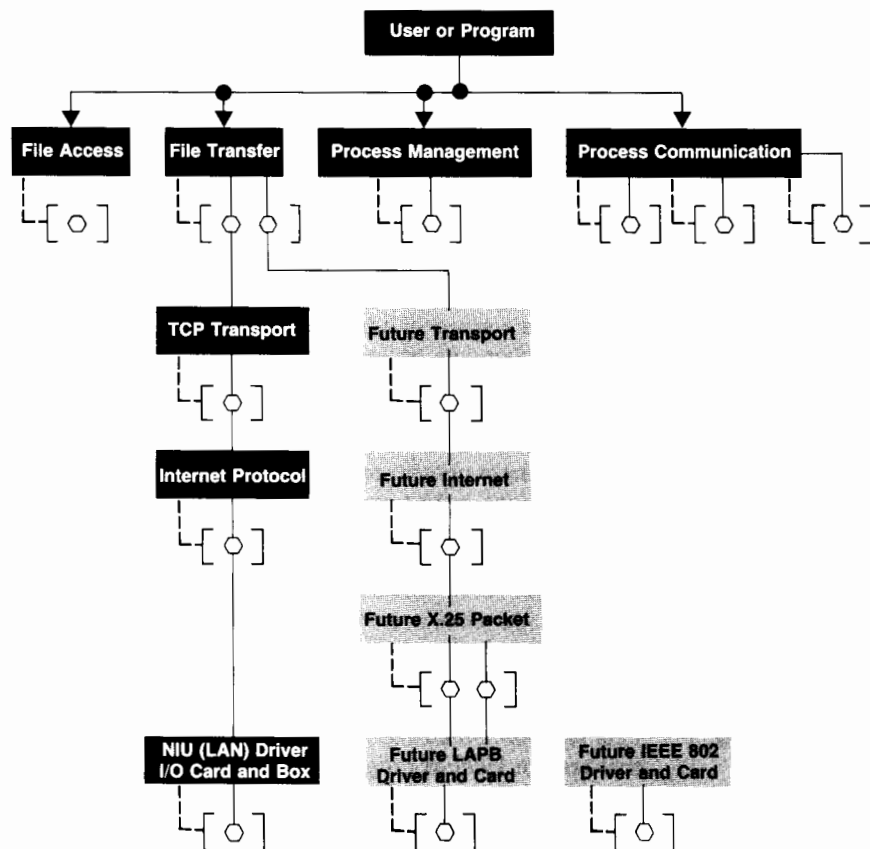 User or Program
File Access
File Transfer
Process Management
Process Communication
TCP Transport
Future Transport
Internet Protocol
Future Internet
Future X.25 Packet
NIU (LAN) Driver
I/O Card and Box
Future LAPB
Driver and Card
Future IEEE 802
Driver and Card